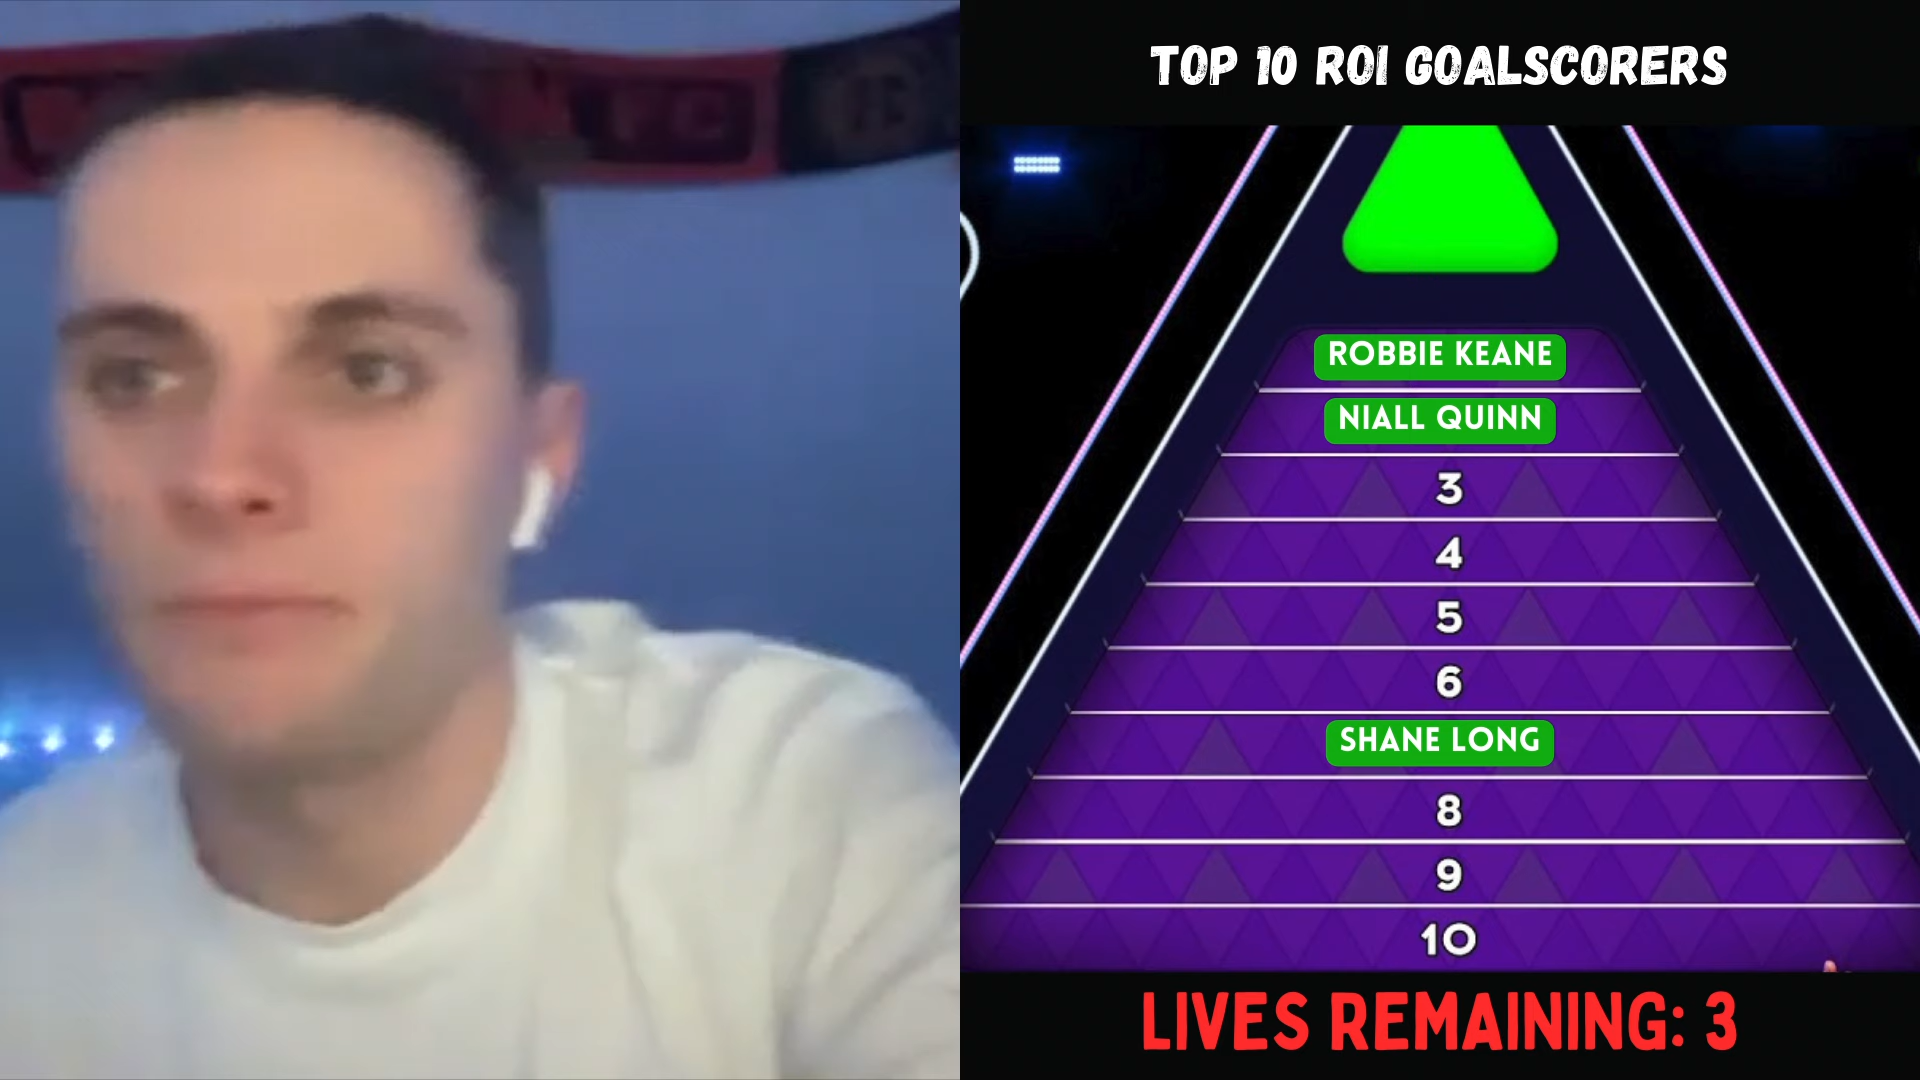 TOP 10 ROI GOALSCORERS
ROBBIE KEANE
NIALL QUINN
3
4
5
6
SHANE LONG
8
9
10
LIVES REMAINING: 3